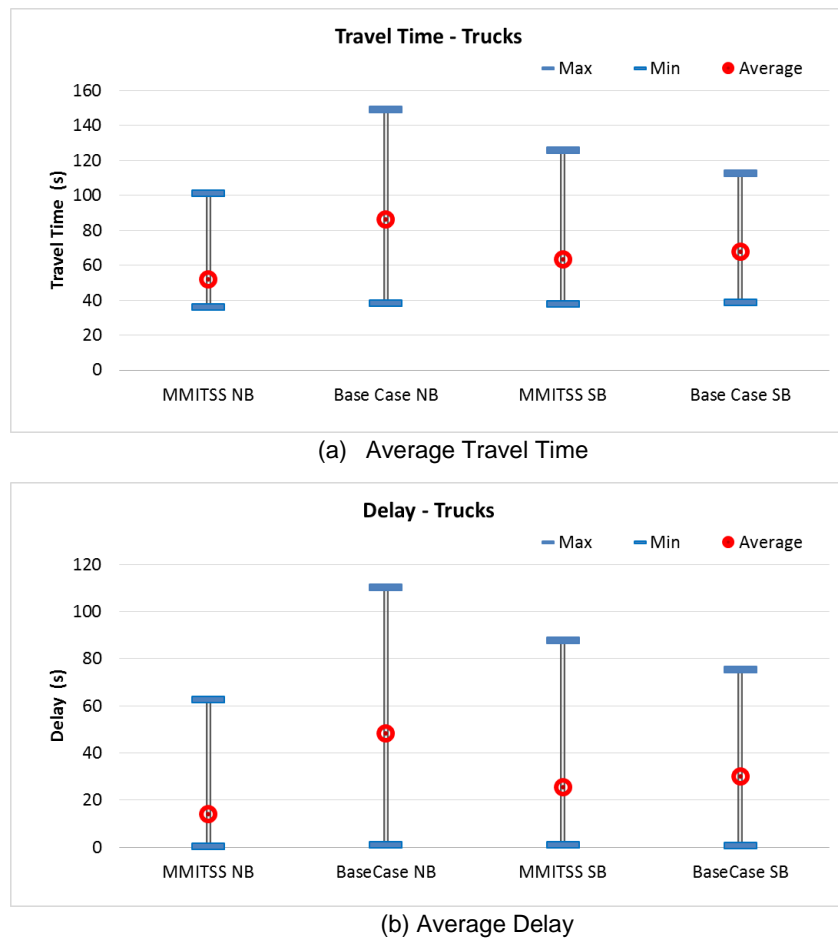 Travel Time - Trucks
Max Min Average
Travel Time (s)
160
140
120
100
80
60
40
20
0
MMITSS NB Base Case NB MMITSS SB Base Case SB
(a) Average Travel Time
Delay - Trucks
Max Min Average
Delay (s)
120
100
80
60
40
20
0
MMITSS NB BaseCase NB MMITSS SB BaseCase SB
(b) Average Delay